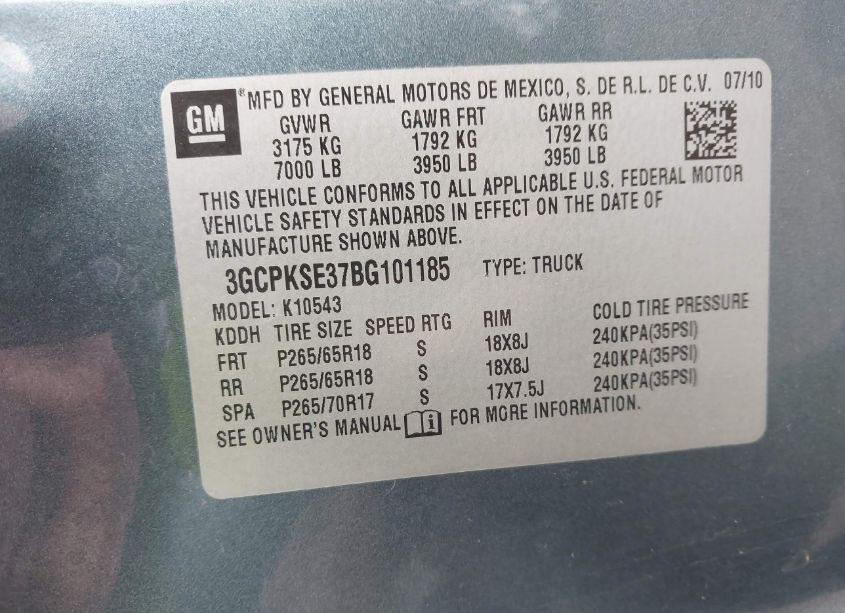 GM
® MFD BY GENERAL MOTORS DE MEXICO, S. DE R.L. DE C.V. 07/10
GVWR GAWR FRT GAWR RR
3175 KG 1792 KG 1792 KG
7000 LB 3950 LB 3950 LB
THIS VEHICLE CONFORMS TO ALL APPLICABLE U.S. FEDERAL MOTOR
VEHICLE SAFETY STANDARDS IN EFFECT ON THE DATE OF
MANUFACTURE SHOWN ABOVE.
3GCPKSE37BG101185 TYPE: TRUCK
MODEL: K10543
KDDH TIRE SIZE SPEED RTG RIM COLD TIRE PRESSURE
FRT P265/65R18 S 18X8J 240KPA(35PSI)
RR P265/65R18 S 18X8J 240KPA(35PSI)
SPA P265/70R17 S 17X7.5J 240KPA(35PSI)
SEE OWNER'S MANUAL i FOR MORE INFORMATION.